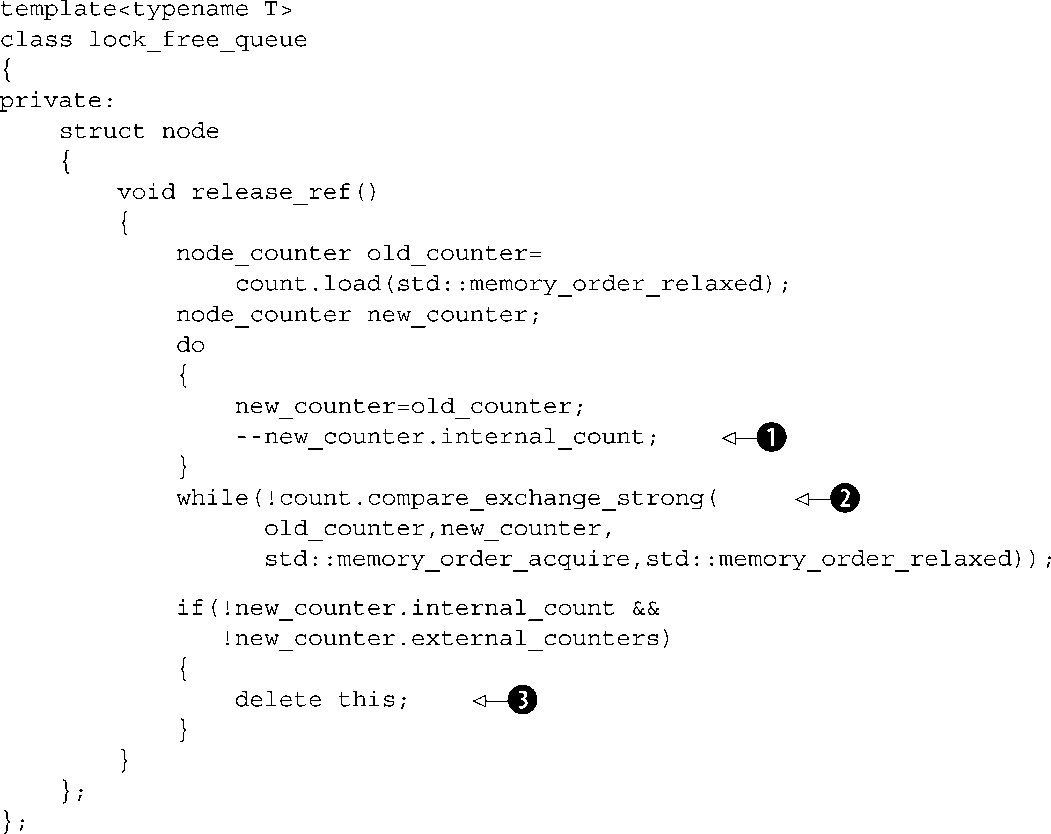 template<typename T>
class lock_free_queue
{
private:
    struct node
    {
        void release_ref()
        {
            node_counter old_counter=
                count.load(std::memory_order_relaxed);
            node_counter new_counter;
            do
            {
                new_counter=old_counter;
                --new_counter.internal_count; 1
            }
            while(!count.compare_exchange_strong( 2
                  old_counter,new_counter,
                  std::memory_order_acquire,std::memory_order_relaxed));
            if(!new_counter.internal_count &&
               !new_counter.external_counters)
            {
                delete this; 3
            }
        }
    };
};